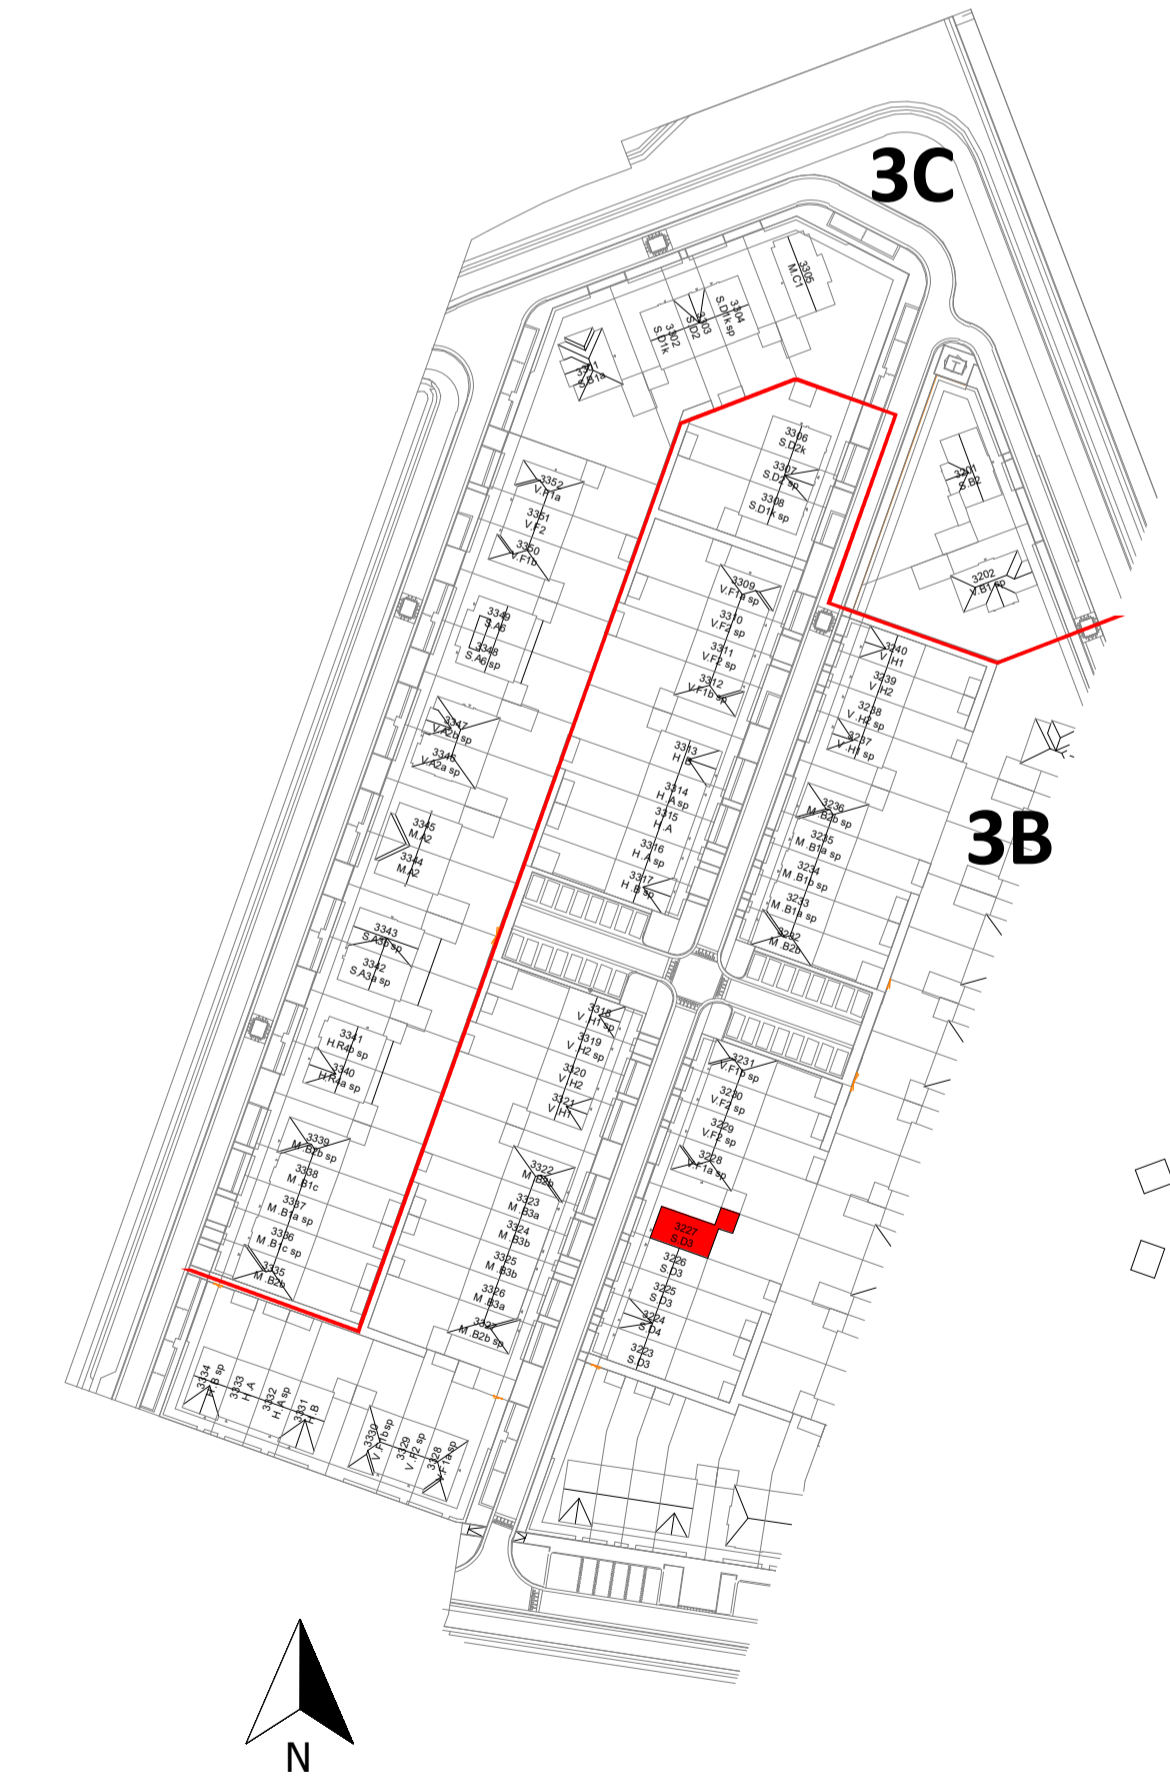 3C
3305
M.C1
3304
S.D1k sp
3303
S.D2
3302
S.D1k
3301
S.B1a
3306
S.D2k
3307
S.D2 sp
3308
S.D1k sp
3201
S.B2
3202
V.B1 sp
3352
V.F1a
3351
V.F2
3350
V.F1b
3349
S.A6
3348
S.A6 sp
3347
V.A2b sp
3346
V.A2a sp
3345
M.A2
3344
M.A2
3343
S.A3b sp
3342
S.A3a sp
3341
H.R4b sp
3340
H.R4a sp
3339
M.B2b sp
3338
M.B1c
3337
M.B1a sp
3336
M.B1c sp
3335
M.B2b
3309
V.F1a sp
3310
V.F2 sp
3311
V.F2 sp
3312
V.F1b sp
3313
H.B
3314
H.A sp
3315
H.A
3316
H.A sp
3317
H.B sp
3240
V.H1
3239
V.H2
3238
V.H2 sp
3237
V.H1 sp
3236
M.B2b sp
3235
M.B1a sp
3234
M.B1b sp
3233
M.B1a sp
3232
M.B2b
3B
3318
V.H1 sp
3319
V.H2 sp
3320
V.H2
3321
V.H1
3322
M.B2b
3323
M.B3a
3324
M.B3b
3325
M.B3b
3326
M.B3a
3327
M.B2b sp
3231
V.F1b sp
3230
V.F2 sp
3229
V.F2 sp
3228
V.F1a sp
3227
S.D3
3226
S.D3
3225
S.D3
3224
S.D4
3223
S.D3
3334
H.B sp
3333
H.A
3332
H.A sp
3331
H.B
3330
V.F1b sp
3329
V.F2 sp
3328
V.F1a sp
N